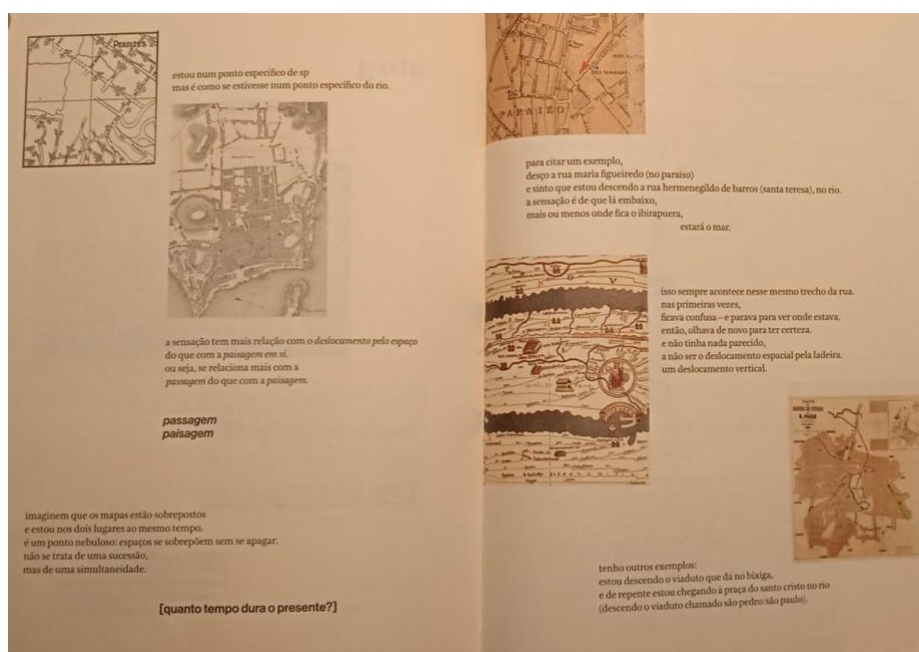 PERDIZES
estou num ponto específico de sp
mas é como se estivesse num ponto específico do rio.
a sensação tem mais relação com o deslocamento pelo espaço
do que com a paisagem em si.
ou seja, se relaciona mais com a
passagem do que com a paisagem.
passagem
paisagem
imaginem que os mapas estão sobrepostos
e estou nos dois lugares ao mesmo tempo.
é um ponto nebuloso: espaços se sobrepõem sem se apagar.
não se trata de uma sucessão,
mas de uma simultaneidade.
[quanto tempo dura o presente?]
PARAIZO
para citar um exemplo,
desço a rua maria figueiredo (no paraíso)
e sinto que estou descendo a rua hermenegildo de barros (santa teresa), no rio.
a sensação é de que lá embaixo,
mais ou menos onde fica o ibirapuera,
estará o mar.
isso sempre acontece nesse mesmo trecho da rua.
nas primeiras vezes,
ficava confusa – e parava para ver onde estava.
então, olhava de novo para ter certeza.
e não tinha nada parecido,
a não ser o deslocamento espacial pela ladeira.
um deslocamento vertical.
tenho outros exemplos:
estou descendo o viaduto que dá no bixiga,
e de repente estou chegando à praça do santo cristo no rio
(descendo o viaduto chamado são pedro/são paulo).